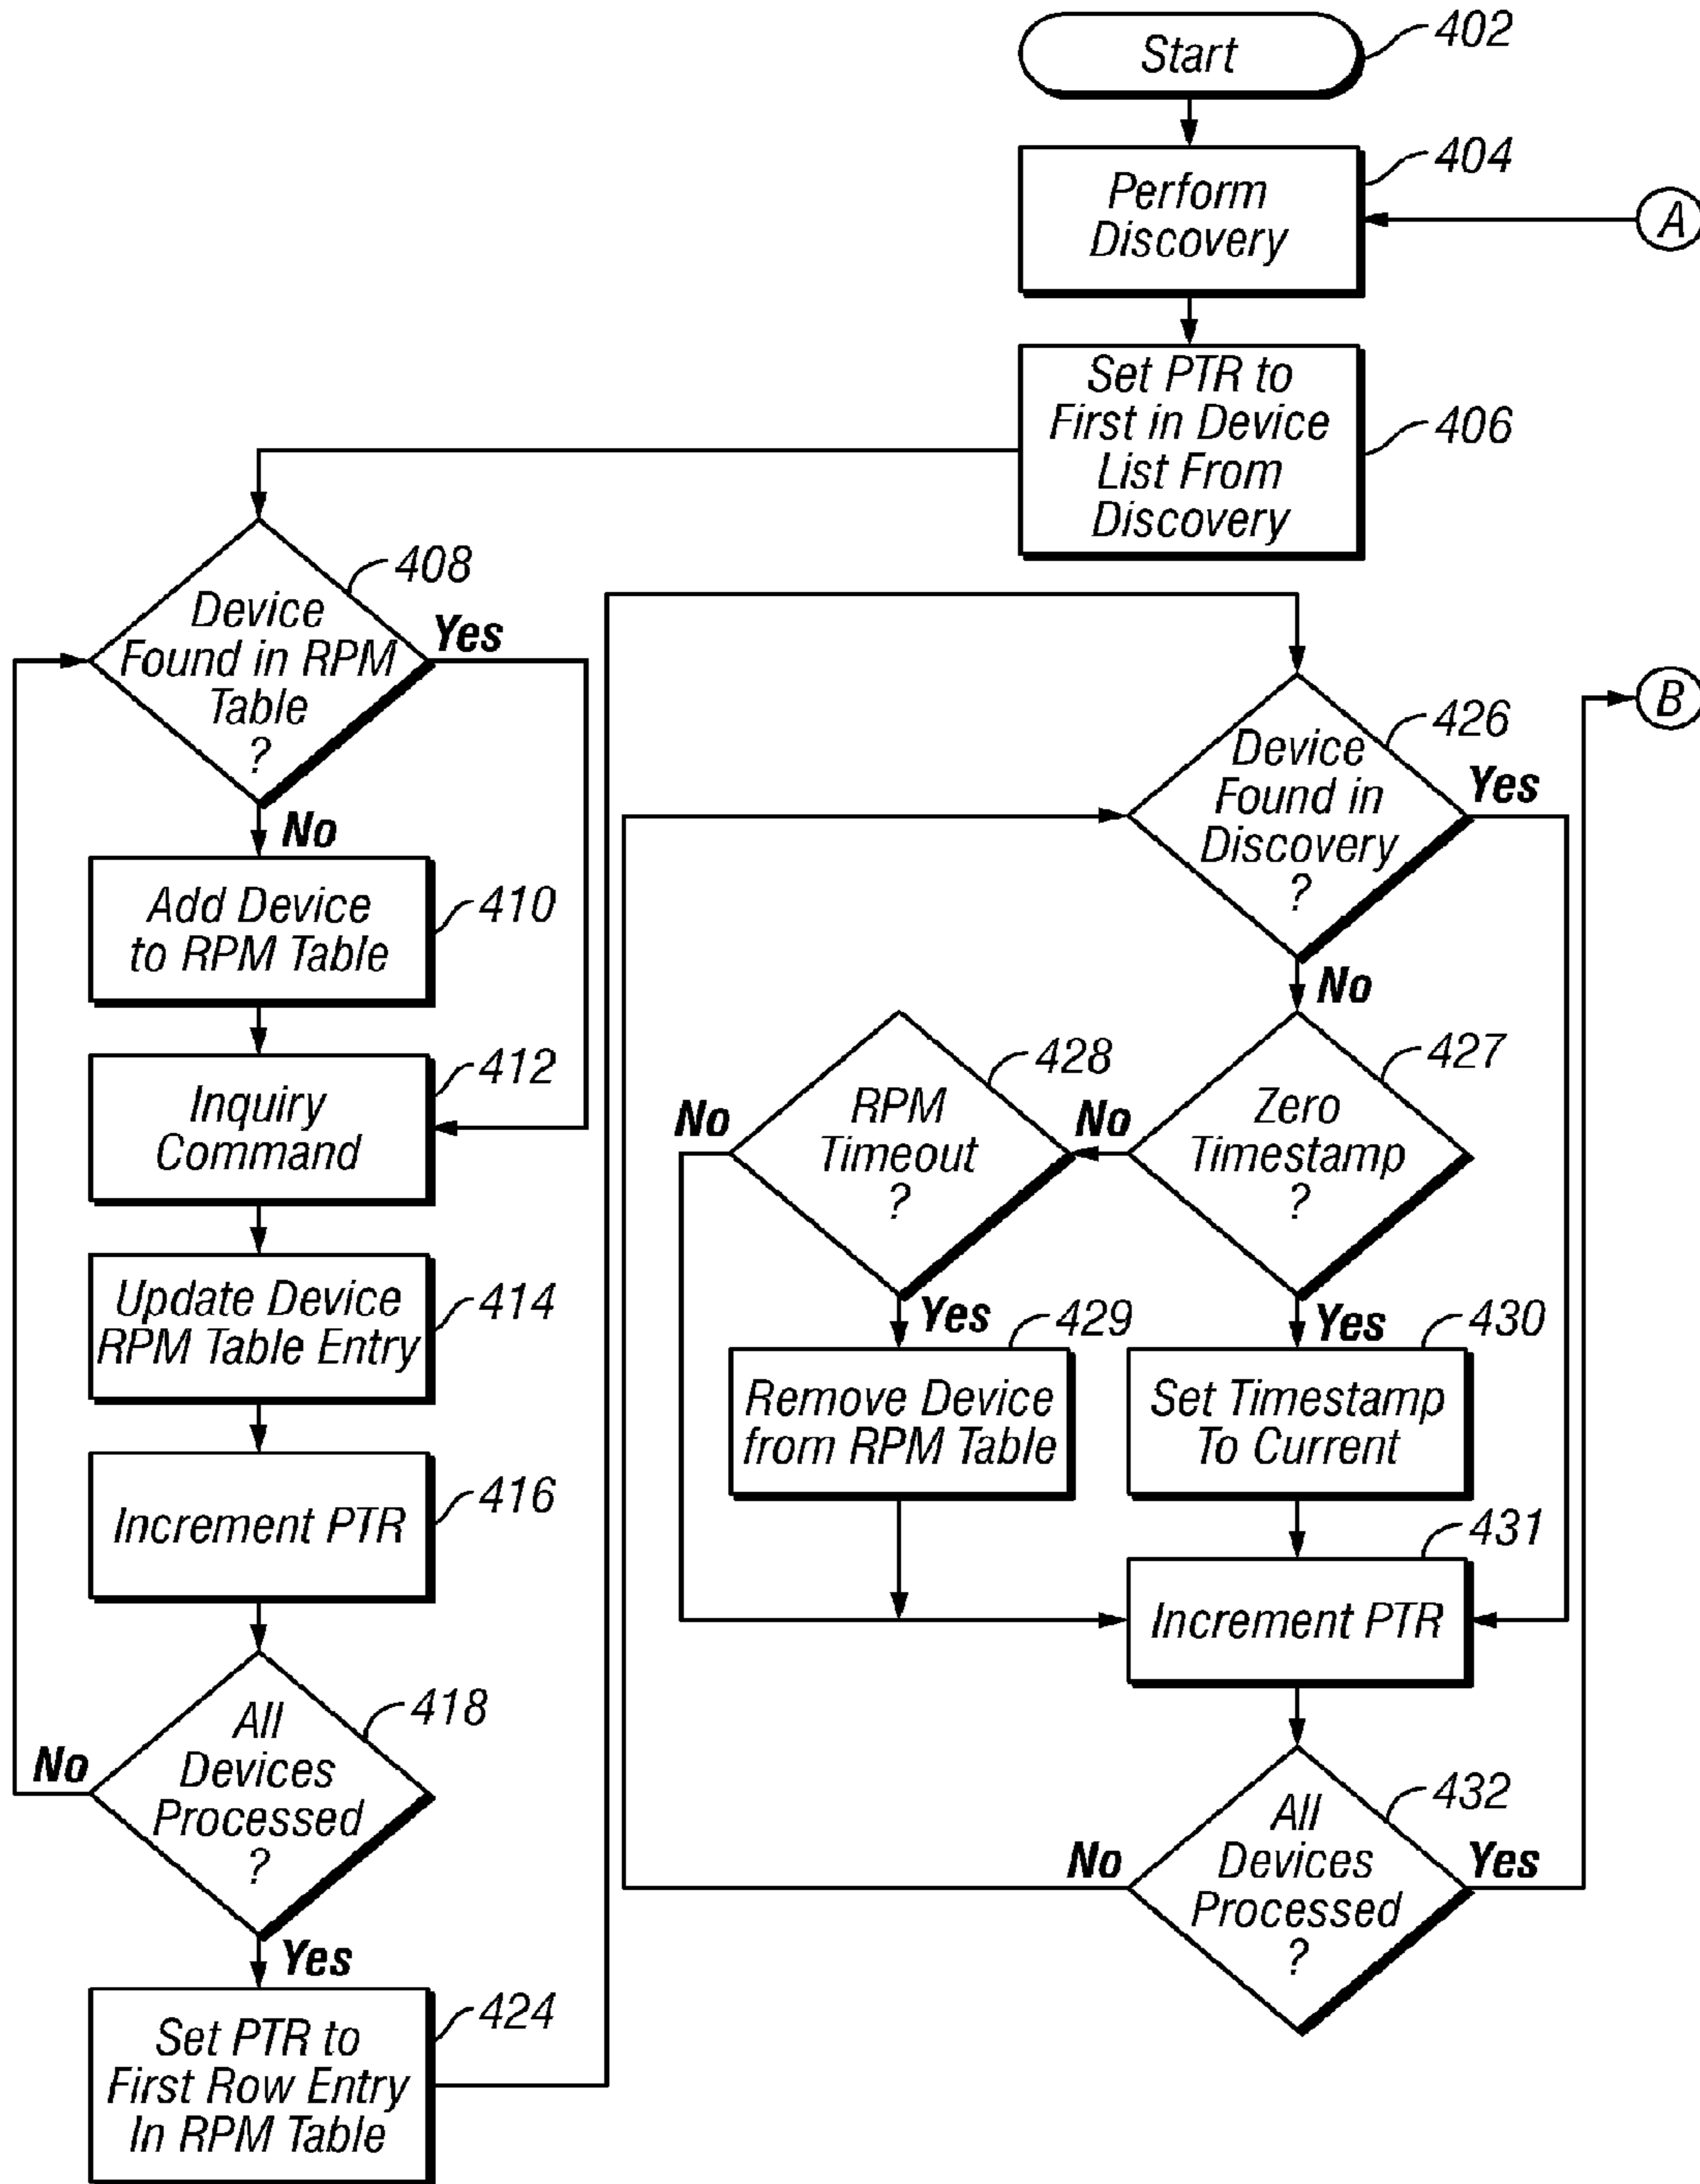 Start
402
Perform
Discovery
404
A
Set PTR to
First in Device
List From
Discovery
406
Device
Found in RPM
Table
?
408
Yes
No
Add Device
to RPM Table
410
Inquiry
Command
412
Update Device
RPM Table Entry
414
Increment PTR
416
All
Devices
Processed
?
418
No
Yes
Set PTR to
First Row Entry
In RPM Table
424
Device
Found in
Discovery
?
426
Yes
B
No
Zero
Timestamp
?
427
No
Yes
RPM
Timeout
?
428
No
Yes
Remove Device
from RPM Table
429
Set Timestamp
To Current
430
Increment PTR
431
All
Devices
Processed
?
432
No
Yes